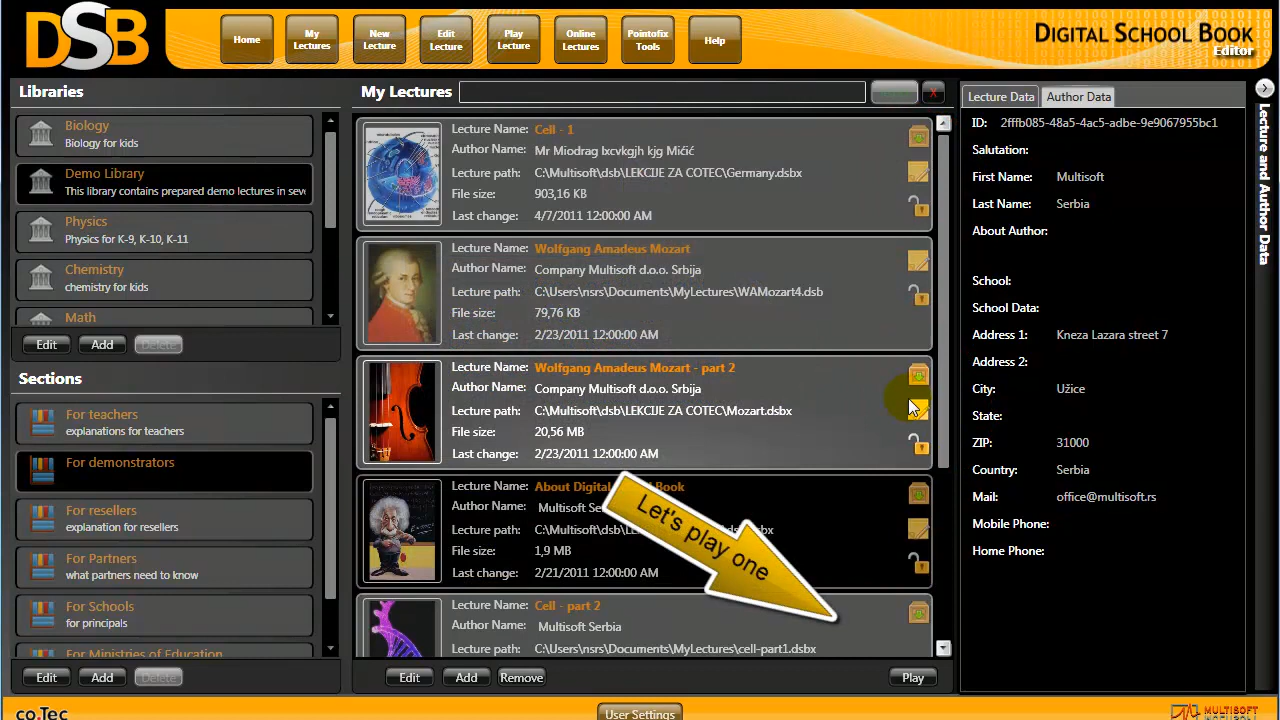 DSB
Home
My Lectures
New Lecture
Edit Lecture
Play Lecture
Online Lectures
Pointofix Tools
Help
DIGITAL SCHOOL BOOK
Editor
Libraries
Biology
Biology for kids
Demo Library
This library contains prepared demo lectures in seve
Physics
Physics for K-9, K-10, K-11
Chemistry
chemistry for kids
Math
Edit
Add
Delete
Sections
For teachers
explanations for teachers
For demonstrators
For resellers
explanation for resellers
For Partners
what partners need to know
For Schools
for principals
For Ministries of Education
Edit
Add
Delete
My Lectures
X
Lecture Name: Cell - 1
Author Name: Mr Miodrag lxcvkgjh kjg Mićić
Lecture path: C:\Multisoft\dsb\LEKCIJE ZA COTEC\Germany.dsbx
File size: 903,16 KB
Last change: 4/7/2011 12:00:00 AM
Lecture Name: Wolfgang Amadeus Mozart
Author Name: Company Multisoft d.o.o. Srbija
Lecture path: C:\Users\nsrs\Documents\MyLectures\WAMozart4.dsb
File size: 79,76 KB
Last change: 2/23/2011 12:00:00 AM
Lecture Name: Wolfgang Amadeus Mozart - part 2
Author Name: Company Multisoft d.o.o. Srbija
Lecture path: C:\Multisoft\dsb\LEKCIJE ZA COTEC\Mozart.dsbx
File size: 20,56 MB
Last change: 2/23/2011 12:00:00 AM
Lecture Name: About Digital Book
Author Name: Multisoft Se
Lecture path: C:\Multisoft\dsb
File size: 1,9 MB
Last change: 2/21/2011 12:00:00 AM
Let's play one
Lecture Name: Cell - part 2
Author Name: Multisoft Serbia
Lecture path: C:\Users\nsrs\Documents\MyLectures\cell-part1.dsbx
Edit
Add
Remove
Play
Lecture Data
Author Data
ID: 2fffb085-48a5-4ac5-adbe-9e9067955bc1
Salutation:
First Name: Multisoft
Last Name: Serbia
About Author:
School:
School Data:
Address 1: Kneza Lazara street 7
Address 2:
City: Užice
State:
ZIP: 31000
Country: Serbia
Mail: office@multisoft.rs
Mobile Phone:
Home Phone:
Lecture and Author Data
co.Tec
User Settings
MULTISOFT